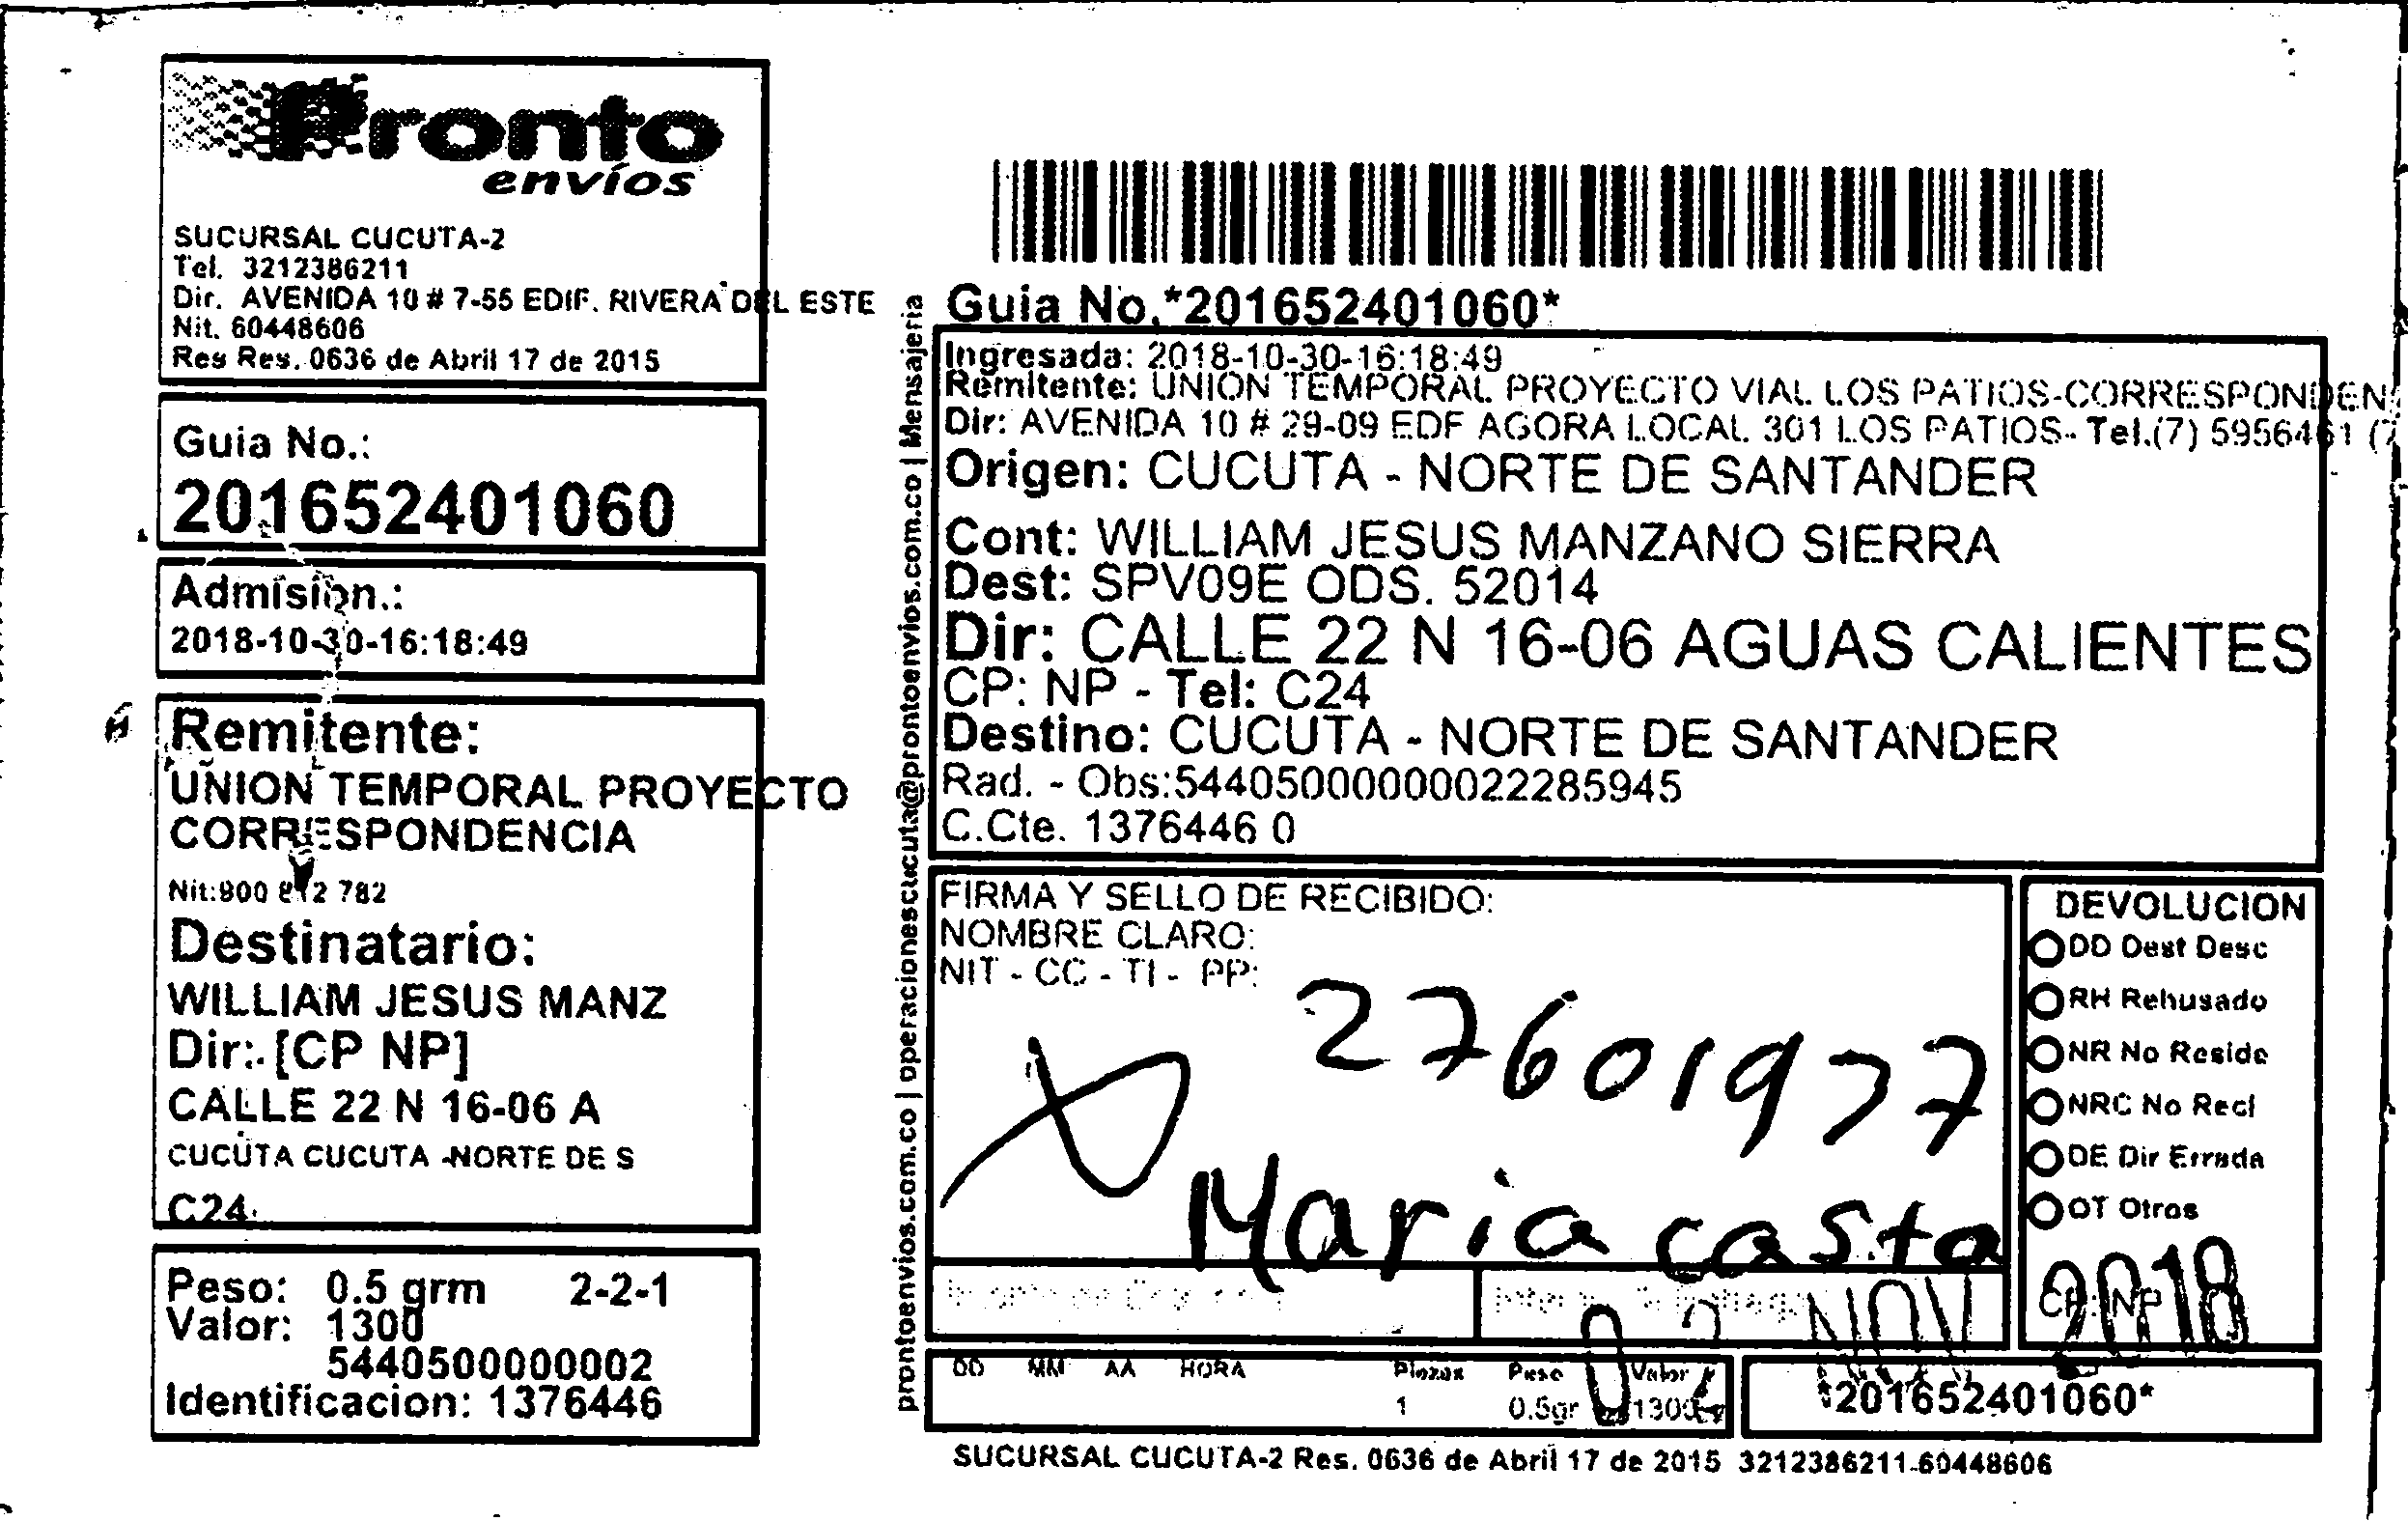 Pronto
envíos
SUCURSAL CUCUTA-2
Tel. 3212386211
Dir. AVENIDA 10 # 7-55 EDIF. RIVERA DEL ESTE
Nit. 60448606
Res Res. 0636 de Abril 17 de 2015
Guia No.:
201652401060
Admision.:
2018-10-30-16:18:49
Remitente:
UNION TEMPORAL PROYECTO
CORRESPONDENCIA
Nit:900 812 782
Destinatario:
WILLIAM JESUS MANZ
Dir:.[CP NP]
CALLE 22 N 16-06 A
CUCUTA CUCUTA -NORTE DE S
C24
Peso: 0.5 grm 2-2-1
Valor: 1300
5440500000002
Identificacion: 1376446
prontoenvios.com.co | operacionescucuta@prontoenvios.com.co | Mensajeria
Guia No.*201652401060*
Ingresada: 2018-10-30-16:18:49
Remitente: UNION TEMPORAL PROYECTO VIAL LOS PATIOS-CORRESPONDEN
Dir: AVENIDA 10 # 29-09 EDF AGORA LOCAL 301 LOS PATIOS- Tel.(7) 5956461 (7
Origen: CUCUTA - NORTE DE SANTANDER
Cont: WILLIAM JESUS MANZANO SIERRA
Dest: SPV09E ODS. 52014
Dir: CALLE 22 N 16-06 AGUAS CALIENTES
CP: NP - Tel: C24
Destino: CUCUTA - NORTE DE SANTANDER
Rad. - Obs:544050000000022285945
C.Cte. 1376446 0
FIRMA Y SELLO DE RECIBIDO:
NOMBRE CLARO:
NIT - CC - TI - PP:
27601977
Maria casta
DEVOLUCION
DD Dest Desc
RH Rehusado
NR No Reside
NRC No Recl
DE Dir Errada
OT Otros
CP: NP
02 NOV 2018
DD MM AA HORA
Piezas Peso Valor
1 0.5gr 1300
*201652401060*
SUCURSAL CUCUTA-2 Res. 0636 de Abril 17 de 2015 3212386211-60448606